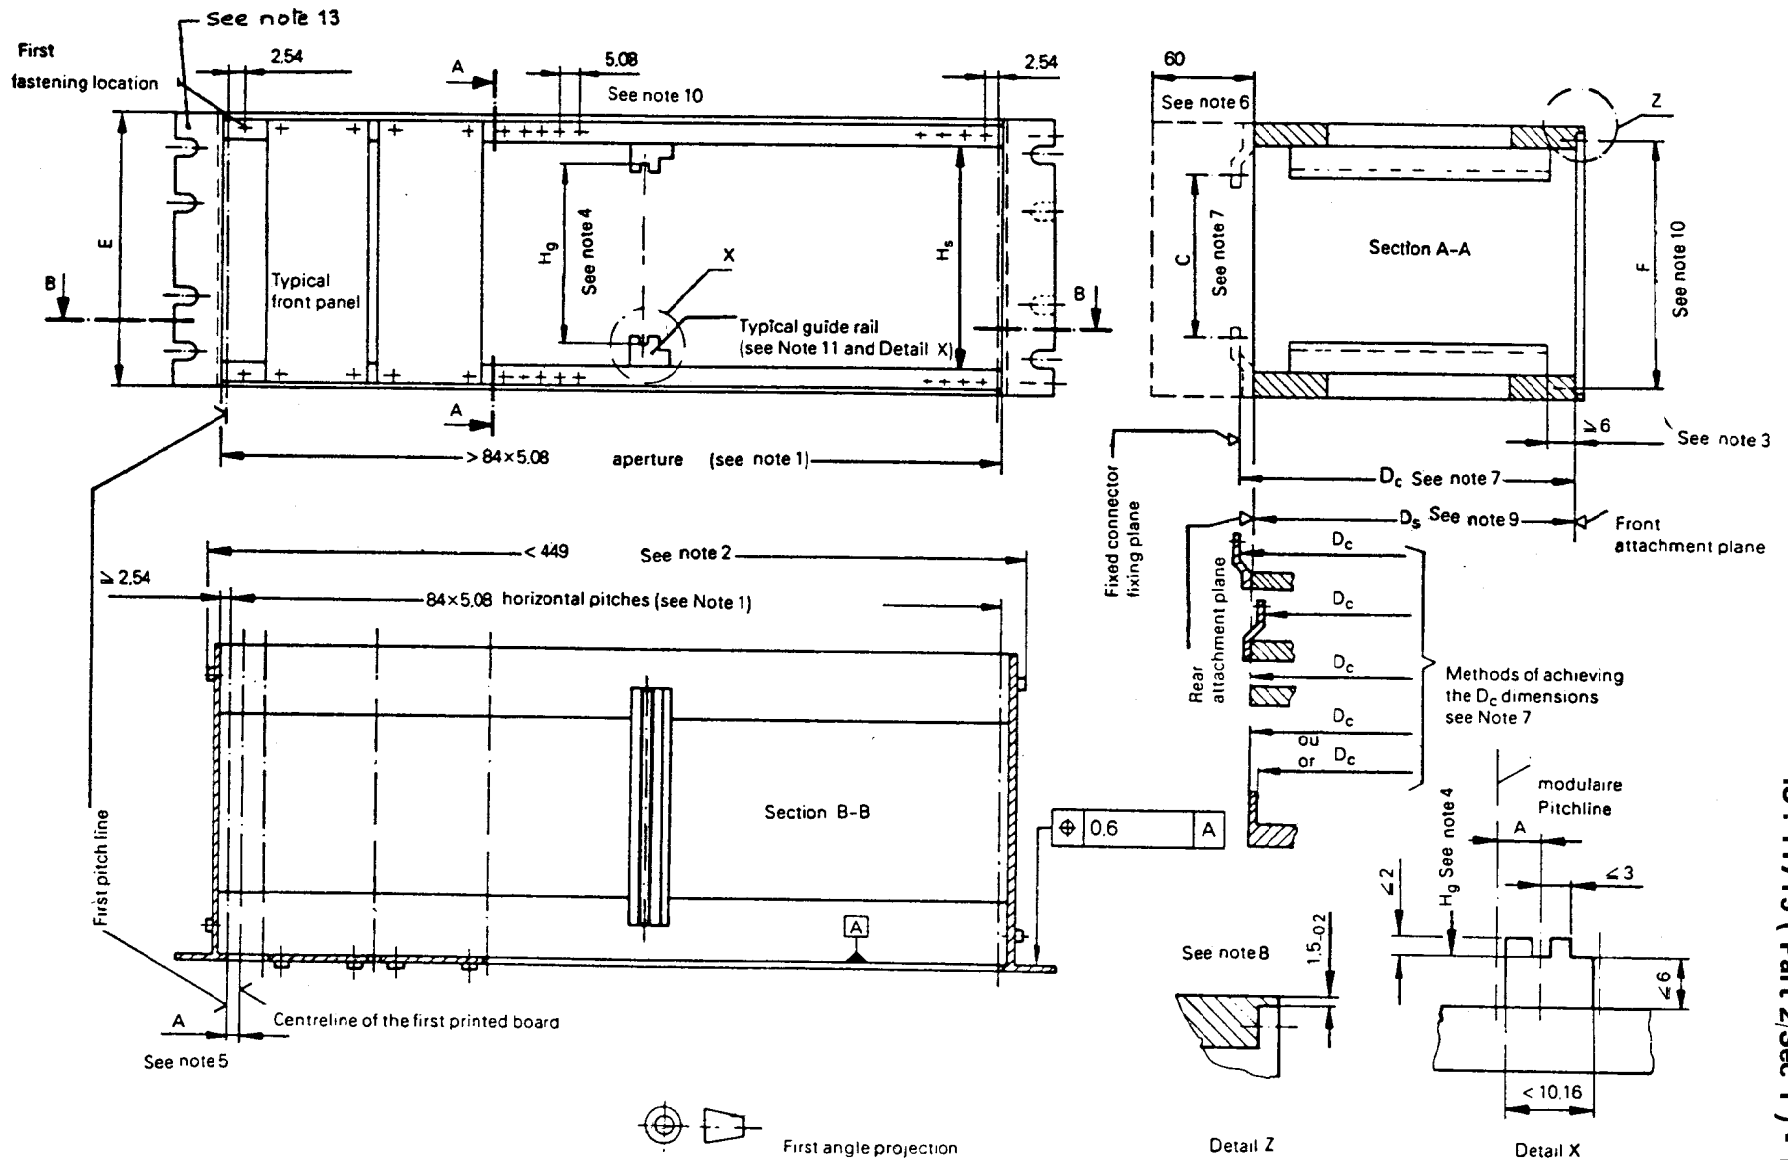 See note 13
First
fastening location
2.54
A
5.08
See note 10
2.54
60
See note 6
Z
E
B
Typical
front panel
Hg
See note 4
X
Hs
B
Typical guide rail
(see Note 11 and Detail X)
A
C
See note 7
Section A-A
F
See note 10
>84×5.08 aperture (see note 1)
≥6
See note 3
Dc See note 7
Ds See note 9
Front
attachment plane
Fixed connector
fixing plane
Rear
attachment plane
Dc
Dc
Dc
Dc
ou
or Dc
Methods of achieving
the Dc dimensions
see Note 7
<449 See note 2
≥2.54
84×5.08 horizontal pitches (see Note 1)
Section B-B
First pitch line
A
⌖ 0.6 A
A
See note 5
Centreline of the first printed board
modulaire
Pitchline
Hg See note 4
A
≤2
≤3
≤6
<10.16
See note 8
1.5-0.2
First angle projection
Detail Z
Detail X